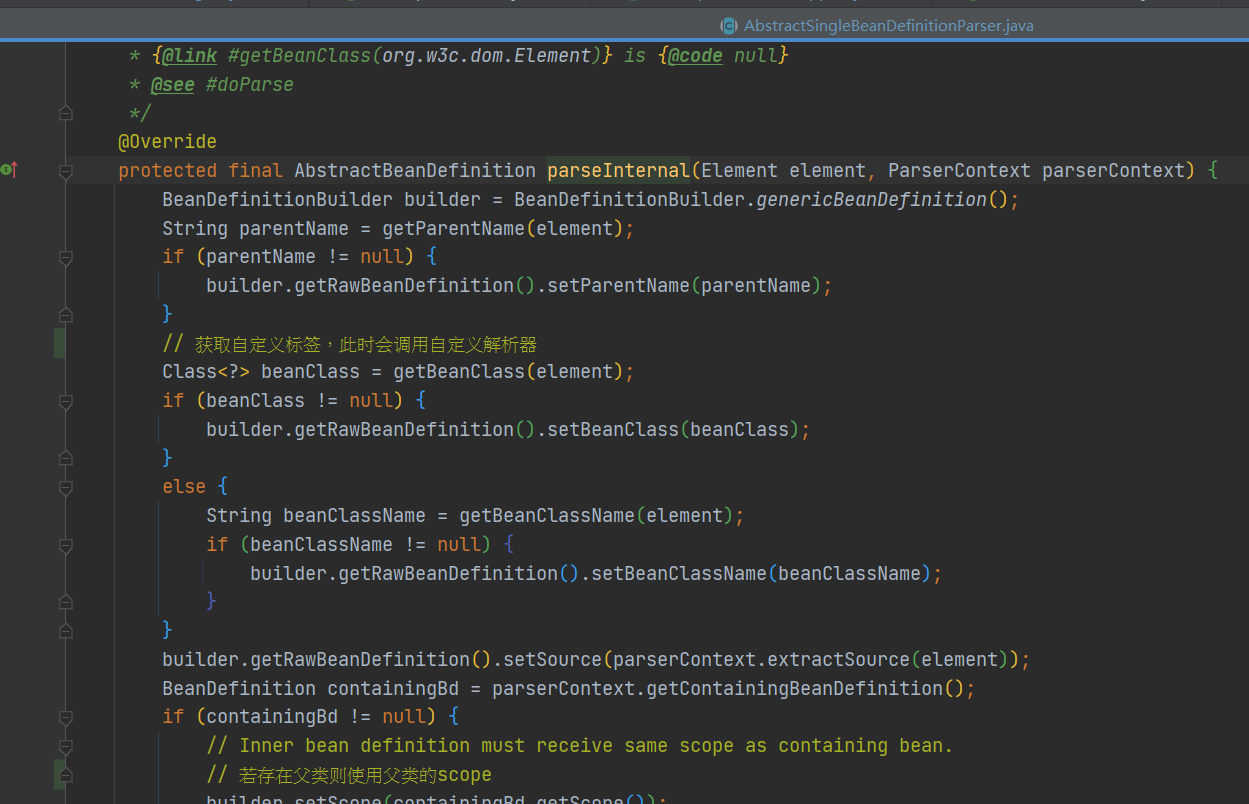 AbstractSingleBeanDefinitionParser.java
* {@link #getBeanClass(org.w3c.dom.Element)} is {@code null}
* @see #doParse
*/
@Override
protected final AbstractBeanDefinition parseInternal(Element element, ParserContext parserContext) {
BeanDefinitionBuilder builder = BeanDefinitionBuilder.genericBeanDefinition();
String parentName = getParentName(element);
if (parentName != null) {
builder.getRawBeanDefinition().setParentName(parentName);
}
// 获取自定义标签，此时会调用自定义解析器
Class<?> beanClass = getBeanClass(element);
if (beanClass != null) {
builder.getRawBeanDefinition().setBeanClass(beanClass);
}
else {
String beanClassName = getBeanClassName(element);
if (beanClassName != null) {
builder.getRawBeanDefinition().setBeanClassName(beanClassName);
}
}
builder.getRawBeanDefinition().setSource(parserContext.extractSource(element));
BeanDefinition containingBd = parserContext.getContainingBeanDefinition();
if (containingBd != null) {
// Inner bean definition must receive same scope as containing bean.
// 若存在父类则使用父类的scope
builder.setScope(containingBd.getScope());